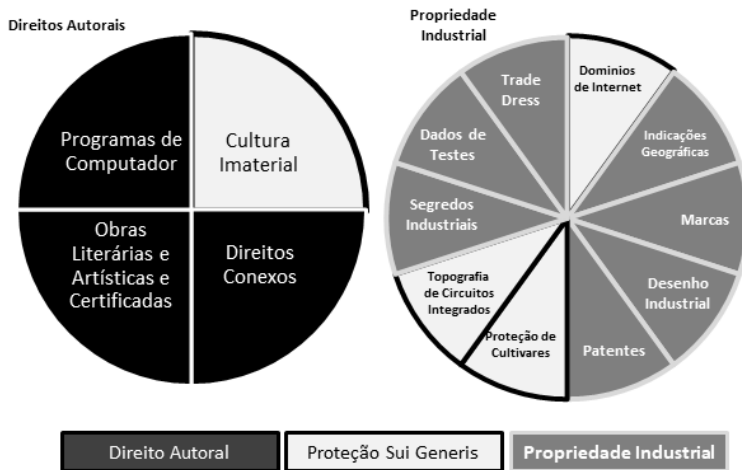 Direitos Autorais
Programas de
Computador
Cultura
Imaterial
Obras
Literárias e
Artísticas e
Certificadas
Direitos
Conexos
Propriedade
Industrial
Trade
Dress
Dominios
de Internet
Dados de
Testes
Indicações
Geográficas
Segredos
Industriais
Marcas
Topografia
de Circuitos
Integrados
Desenho
Industrial
Proteção de
Cultivares
Patentes
Direito Autoral
Proteção Sui Generis
Propriedade Industrial